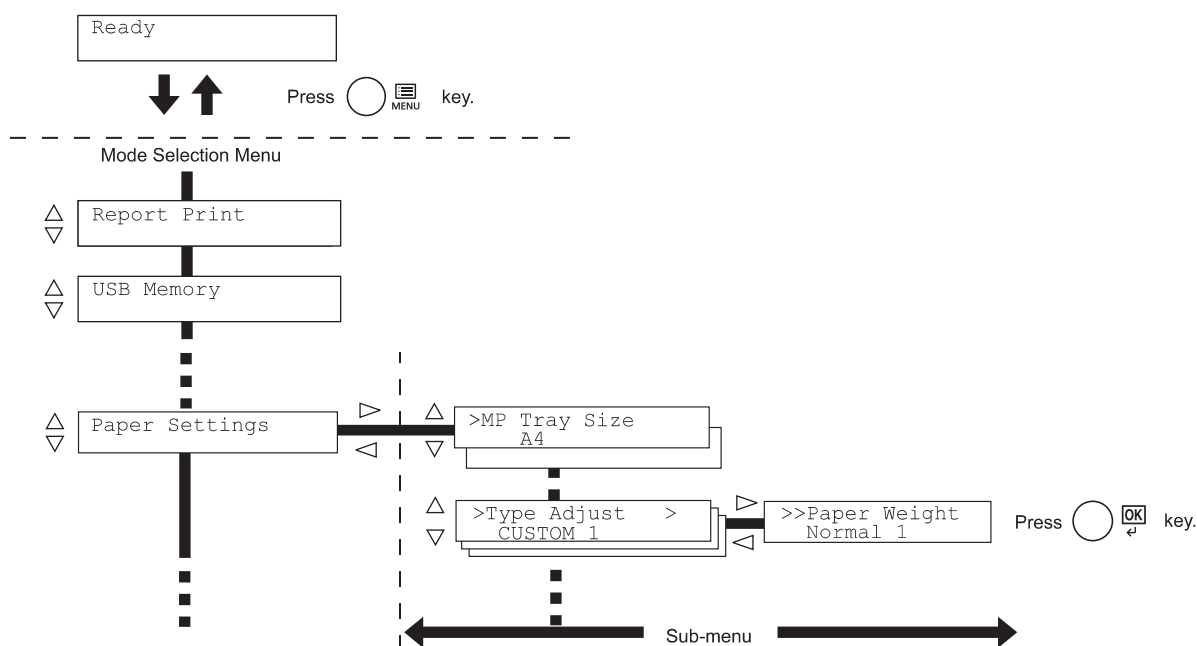 Ready
Press MENU key.
Mode Selection Menu
Report Print
USB Memory
Paper Settings
>MP Tray Size
A4
>Type Adjust >
CUSTOM 1
>>Paper Weight
Normal 1
Press OK key.
Sub-menu